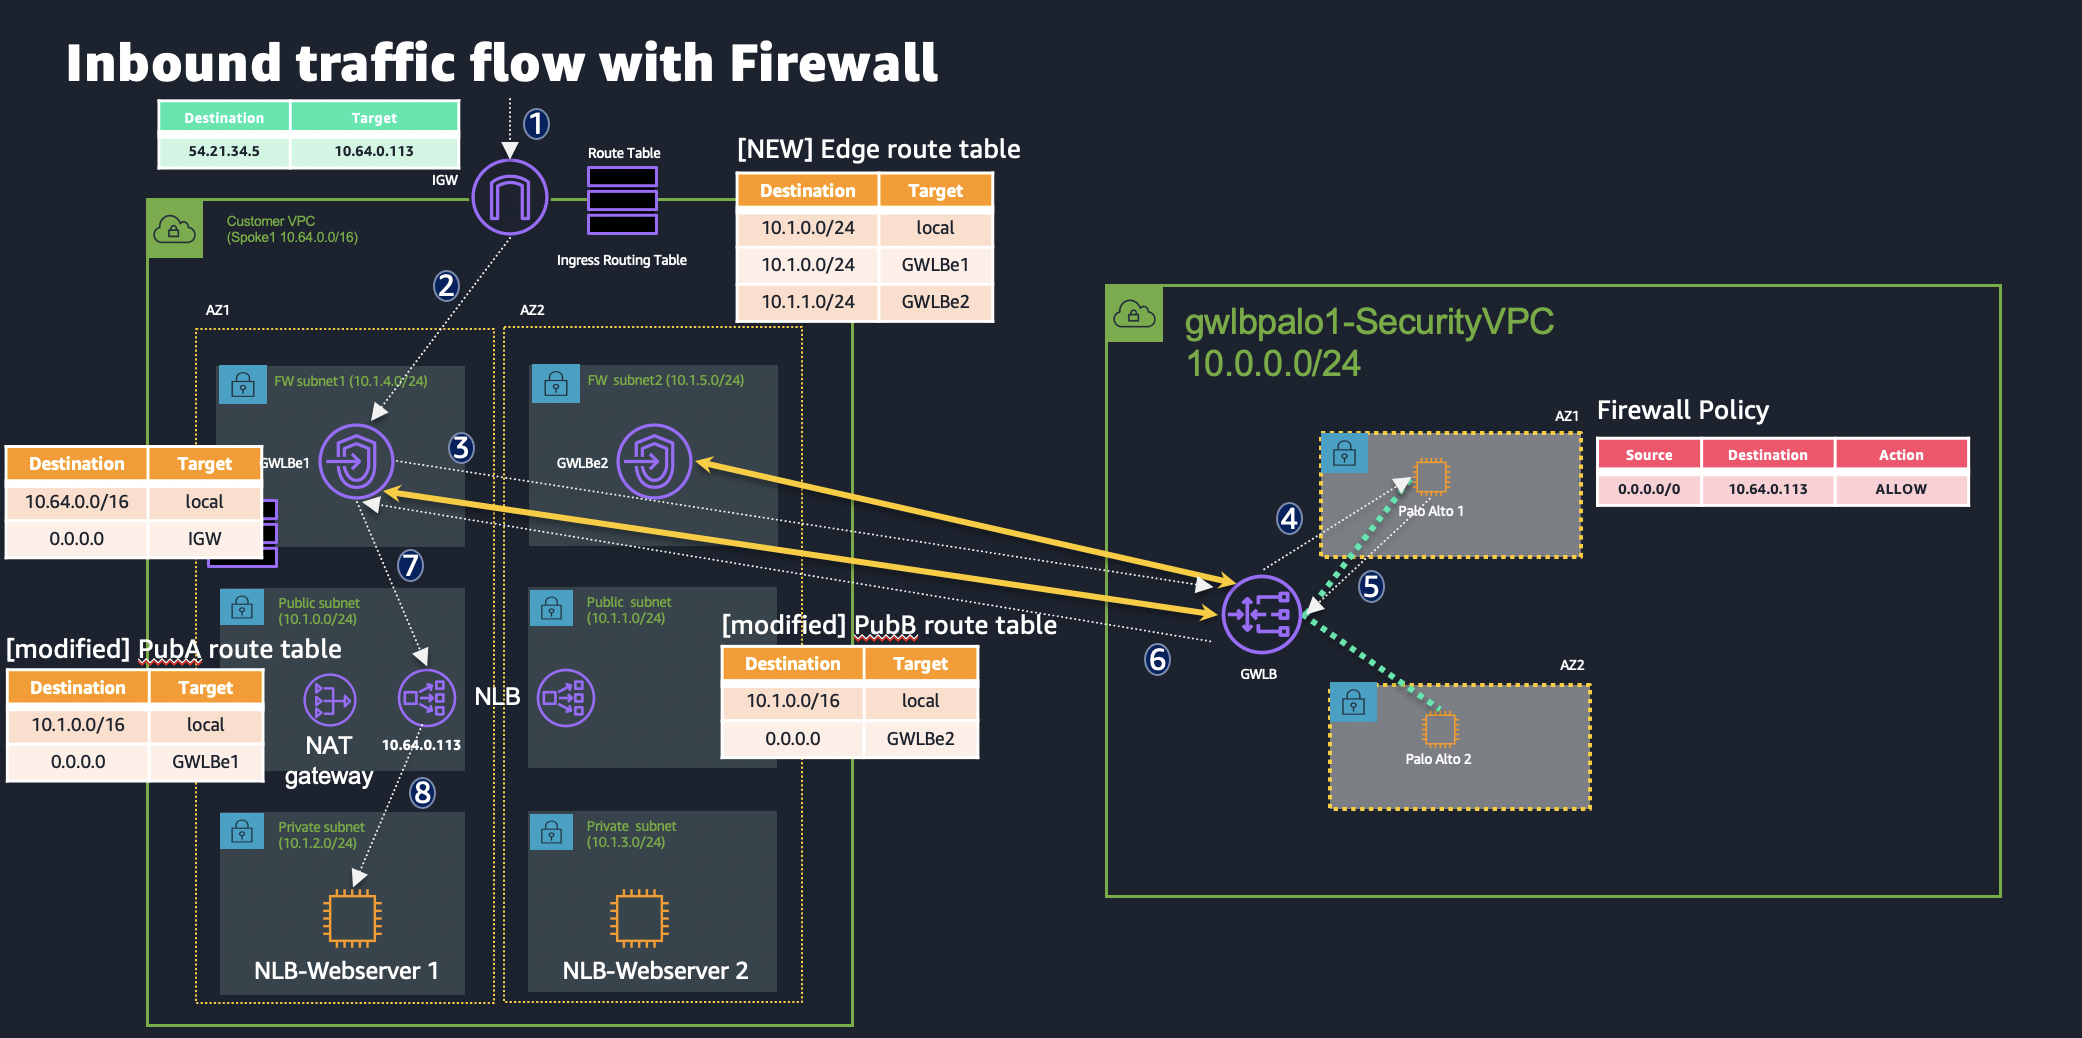 Inbound traffic flow with Firewall
Destination Target
54.21.34.5 10.64.0.113
1
IGW
Route Table
Ingress Routing Table
[NEW] Edge route table
Destination Target
10.1.0.0/24 local
10.1.0.0/24 GWLBe1
10.1.1.0/24 GWLBe2
Customer VPC
(Spoke1 10.64.0.0/16)
2
AZ1
AZ2
FW subnet1 (10.1.4.0/24)
FW subnet2 (10.1.5.0/24)
GWLBe1
3
GWLBe2
Destination Target
10.64.0.0/16 local
0.0.0.0 IGW
7
Public subnet
(10.1.0.0/24)
Public subnet
(10.1.1.0/24)
[modified] PubA route table
Destination Target
10.1.0.0/16 local
0.0.0.0 GWLBe1
NAT
gateway
10.64.0.113
NLB
[modified] PubB route table
Destination Target
10.1.0.0/16 local
0.0.0.0 GWLBe2
8
Private subnet
(10.1.2.0/24)
Private subnet
(10.1.3.0/24)
NLB-Webserver 1
NLB-Webserver 2
gwlbpalo1-SecurityVPC
10.0.0.0/24
AZ1
Firewall Policy
Source Destination Action
0.0.0.0/0 10.64.0.113 ALLOW
Palo Alto 1
4
5
6
GWLB
AZ2
Palo Alto 2